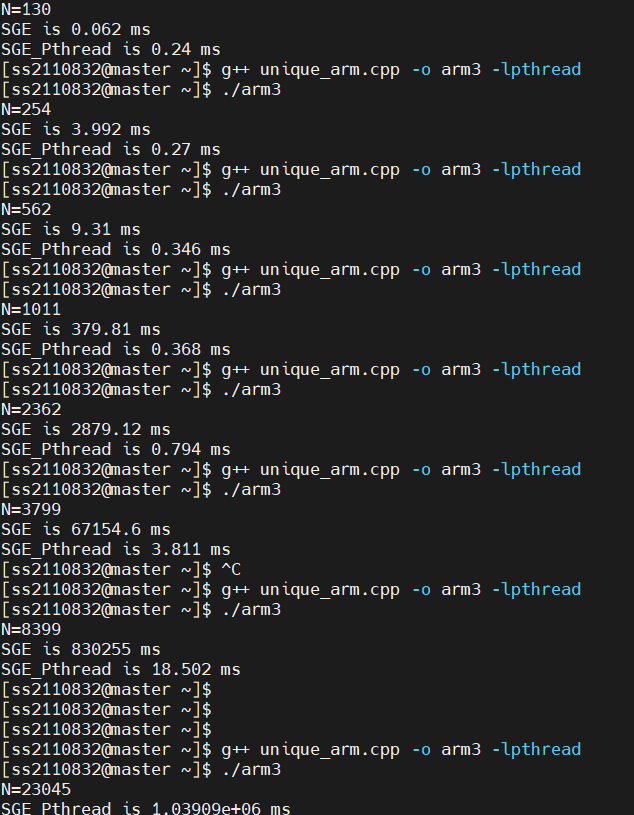 N=130
SGE is 0.062 ms
SGE_Pthread is 0.24 ms
[ss2110832@master ~]$ g++ unique_arm.cpp -o arm3 -lpthread
[ss2110832@master ~]$ ./arm3
N=254
SGE is 3.992 ms
SGE_Pthread is 0.27 ms
[ss2110832@master ~]$ g++ unique_arm.cpp -o arm3 -lpthread
[ss2110832@master ~]$ ./arm3
N=562
SGE is 9.31 ms
SGE_Pthread is 0.346 ms
[ss2110832@master ~]$ g++ unique_arm.cpp -o arm3 -lpthread
[ss2110832@master ~]$ ./arm3
N=1011
SGE is 379.81 ms
SGE_Pthread is 0.368 ms
[ss2110832@master ~]$ g++ unique_arm.cpp -o arm3 -lpthread
[ss2110832@master ~]$ ./arm3
N=2362
SGE is 2879.12 ms
SGE_Pthread is 0.794 ms
[ss2110832@master ~]$ g++ unique_arm.cpp -o arm3 -lpthread
[ss2110832@master ~]$ ./arm3
N=3799
SGE is 67154.6 ms
SGE_Pthread is 3.811 ms
[ss2110832@master ~]$ ^C
[ss2110832@master ~]$ g++ unique_arm.cpp -o arm3 -lpthread
[ss2110832@master ~]$ ./arm3
N=8399
SGE is 830255 ms
SGE_Pthread is 18.502 ms
[ss2110832@master ~]$
[ss2110832@master ~]$
[ss2110832@master ~]$
[ss2110832@master ~]$ g++ unique_arm.cpp -o arm3 -lpthread
[ss2110832@master ~]$ ./arm3
N=23045
SGE_Pthread is 1.03909e+06 ms